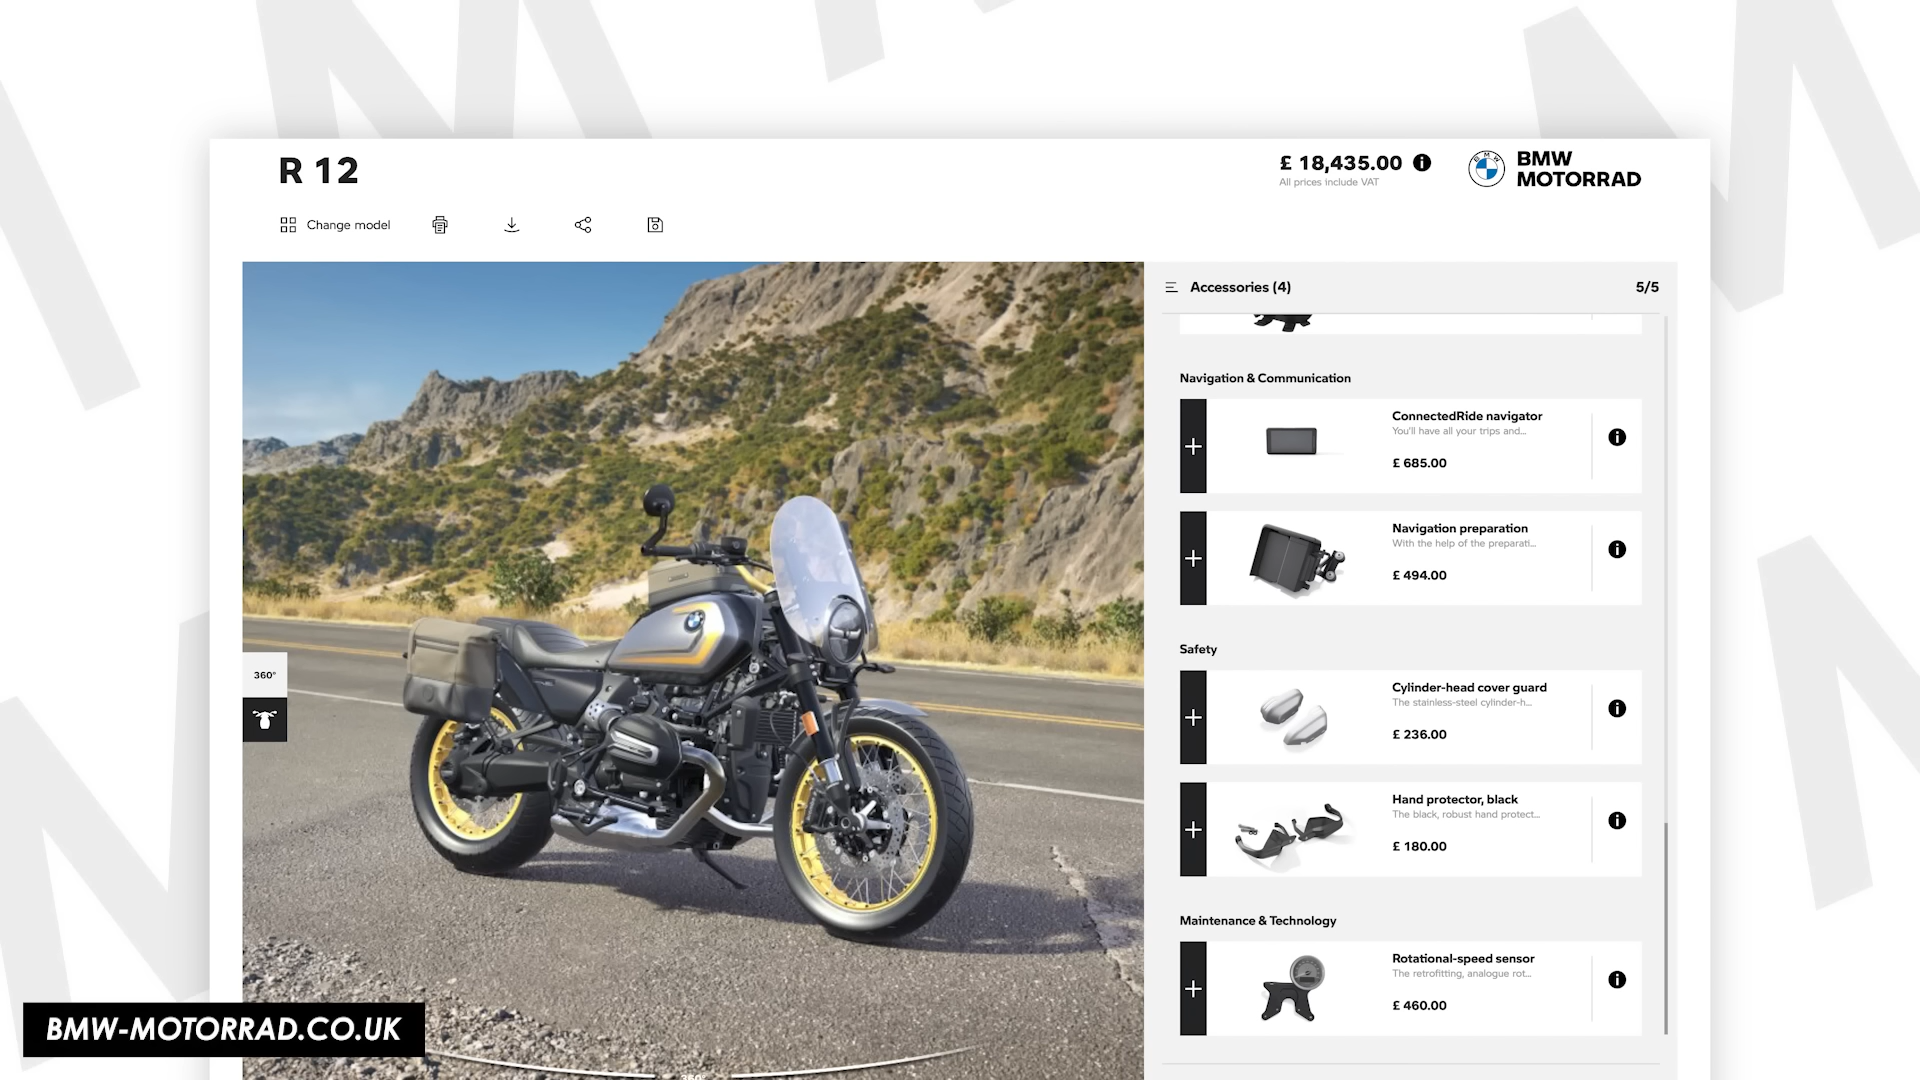 R 12
£ 18,435.00
All prices include VAT
BMW
MOTORRAD
Change model
Accessories (4)
5/5
Navigation & Communication
ConnectedRide navigator
You'll have all your trips and...
£ 685.00
Navigation preparation
With the help of the preparati...
£ 494.00
Safety
Cylinder-head cover guard
The stainless-steel cylinder-h...
£ 236.00
Hand protector, black
The black, robust hand protect...
£ 180.00
Maintenance & Technology
Rotational-speed sensor
The retrofitting, analogue rot...
£ 460.00
360°
BMW-MOTORRAD.CO.UK
360°